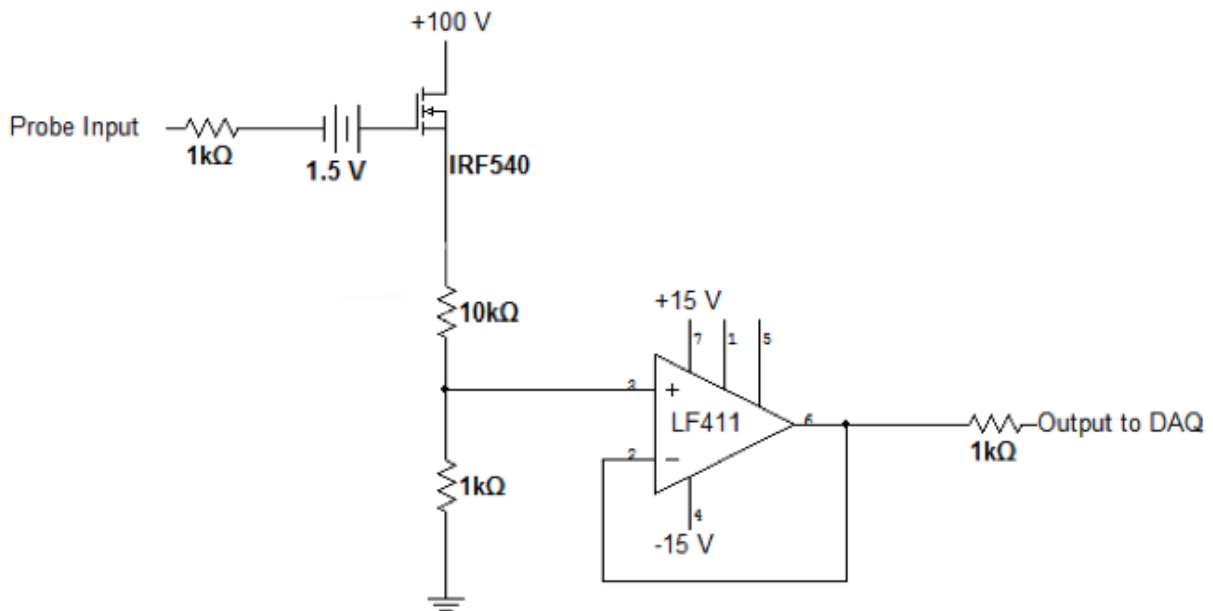 +100 V
Probe Input
1kΩ
1.5 V
IRF540
10kΩ
+15 V
7
1
5
3
+
LF411
6
Output to DAQ
1kΩ
2
−
1kΩ
4
-15 V